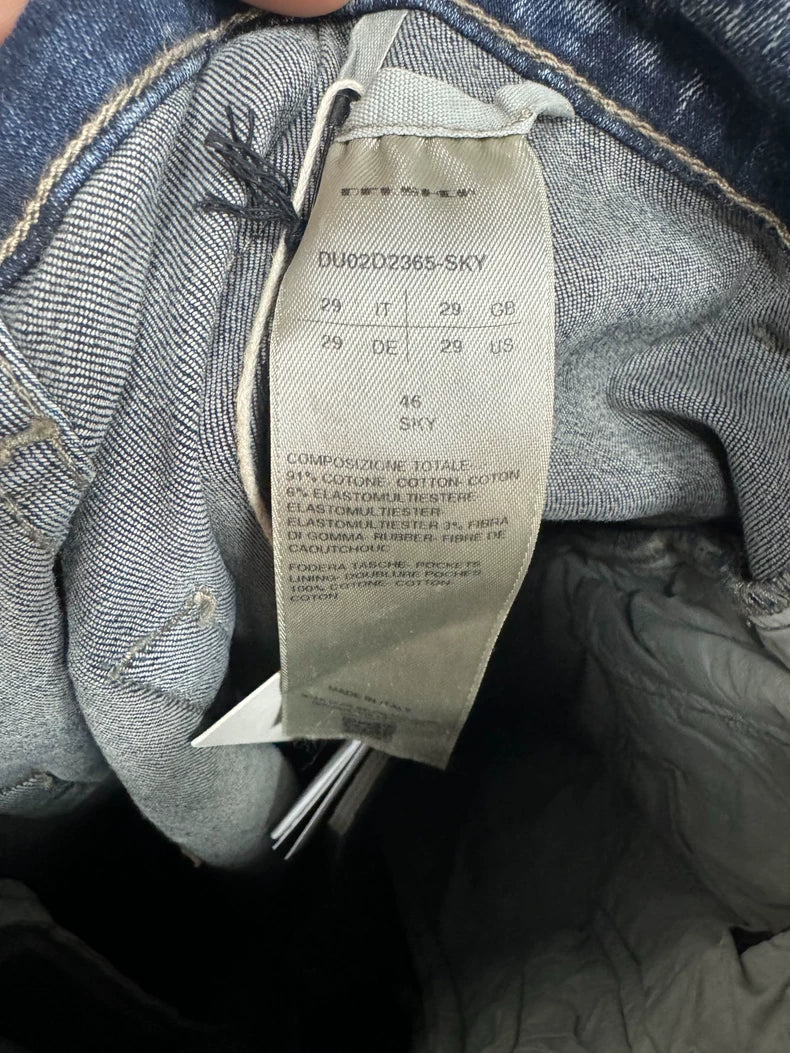 DRKSHDW
DU02D2365-SKY
29 IT 29 GB
29 DE 29 US
46
SKY
COMPOSIZIONE TOTALE-
91% COTONE- COTTON- COTON
6% ELASTOMULTIESTERE
ELASTOMULTIESTER-
ELASTOMULTIESTER 3% FIBRA
DI GOMMA- RUBBER- FIBRE DE
CAOUTCHOUC
FODERA TASCHE- POCKETS
LINING- DOUBLURE POCHES
100% COTONE- COTTON-
COTON
MADE IN ITALY